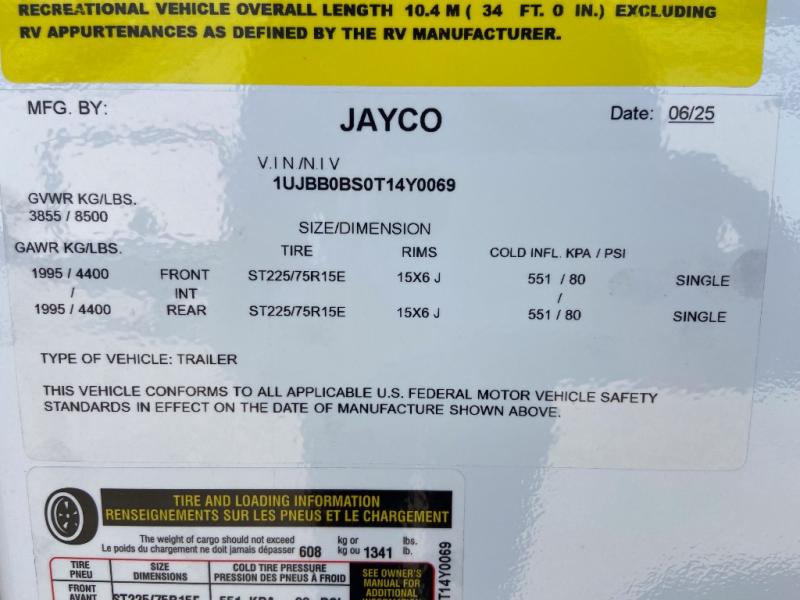 RECREATIONAL VEHICLE OVERALL LENGTH 10.4 M ( 34 FT. 0 IN.) EXCLUDING
RV APPURTENANCES AS DEFINED BY THE RV MANUFACTURER.
MFG. BY: JAYCO Date: 06/25
V.I N /N.I V
1UJBB0BS0T14Y0069
GVWR KG/LBS.
3855 / 8500
SIZE/DIMENSION
GAWR KG/LBS. TIRE RIMS COLD INFL. KPA / PSI
1995 / 4400 FRONT ST225/75R15E 15X6 J 551 / 80 SINGLE
/ INT /
1995 / 4400 REAR ST225/75R15E 15X6 J 551 / 80 SINGLE
TYPE OF VEHICLE: TRAILER
THIS VEHICLE CONFORMS TO ALL APPLICABLE U.S. FEDERAL MOTOR VEHICLE SAFETY
STANDARDS IN EFFECT ON THE DATE OF MANUFACTURE SHOWN ABOVE.
TIRE AND LOADING INFORMATION
RENSEIGNEMENTS SUR LES PNEUS ET LE CHARGEMENT
The weight of cargo should not exceed kg or lbs.
Le poids du chargement ne doit jamais dépasser 608 kg ou 1341 lb.
TIRE SIZE COLD TIRE PRESSURE SEE OWNER'S
PNEU DIMENSIONS PRESSION DES PNEUS À FROID MANUAL FOR
FRONT ADDITIONAL
AVANT ST225/75R15E 551 KPA
T14Y0069